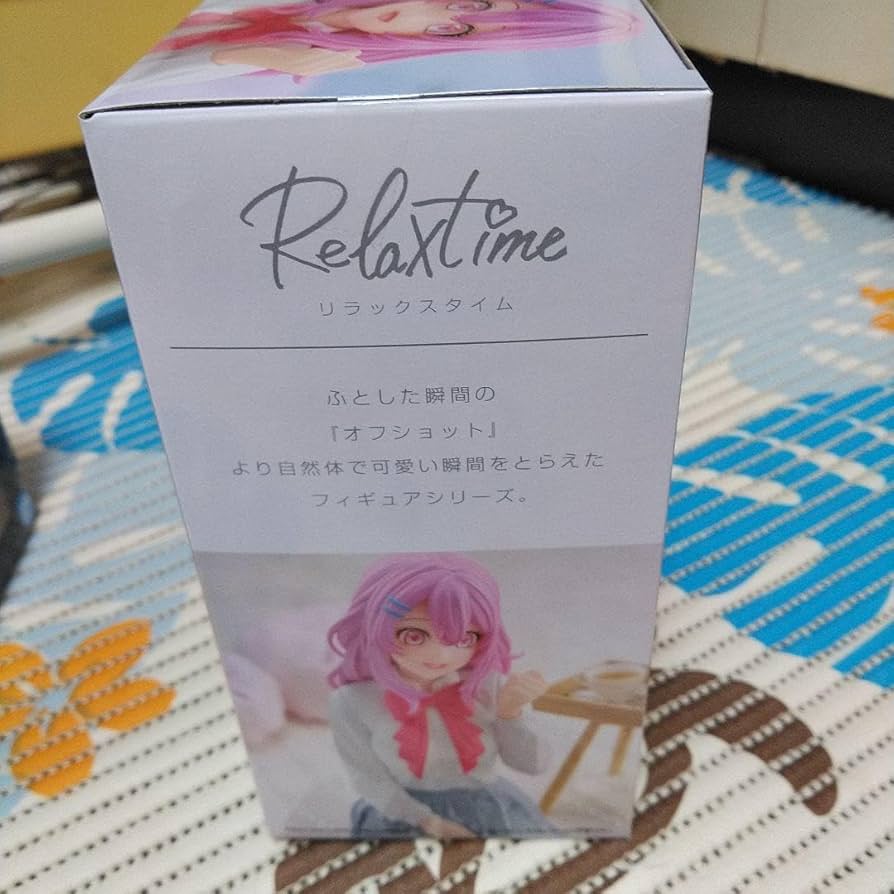 Relaxtime
リラックスタイム
ふとした瞬間の
『オフショット』
より自然体で可愛い瞬間をとらえた
フィギュアシリーズ。